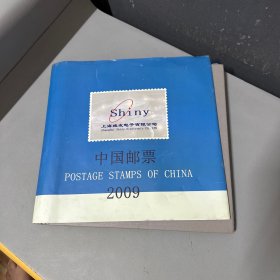 Shiny
中国邮票
POSTAGE STAMPS OF CHINA
2009